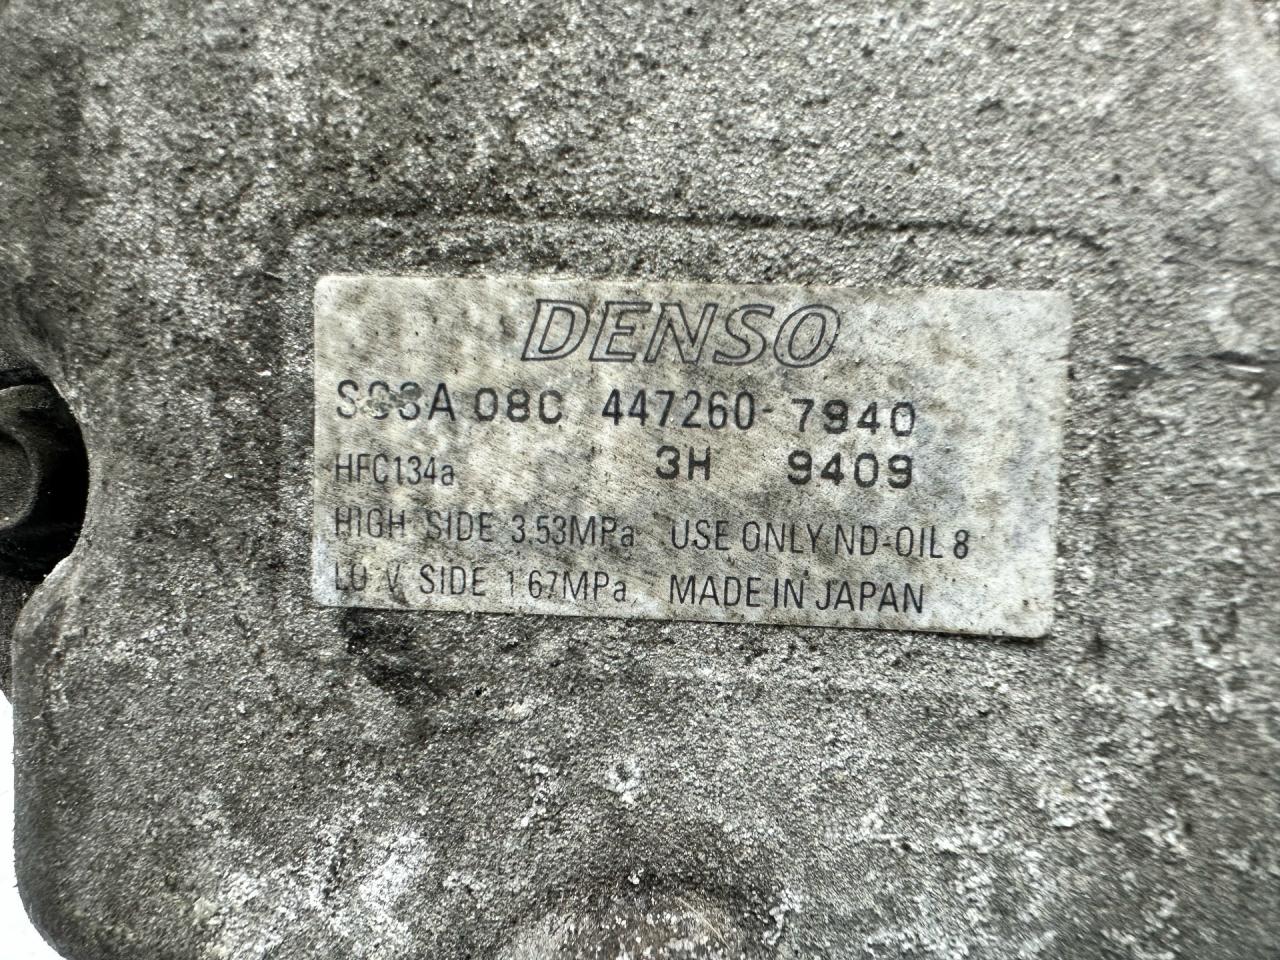 DENSO
08C 447260-7940
HFC134a 3H 9409
HIGH SIDE 3.53MPa USE ONLY ND-OIL 8
SIDE 1.67MPa MADE IN JAPAN